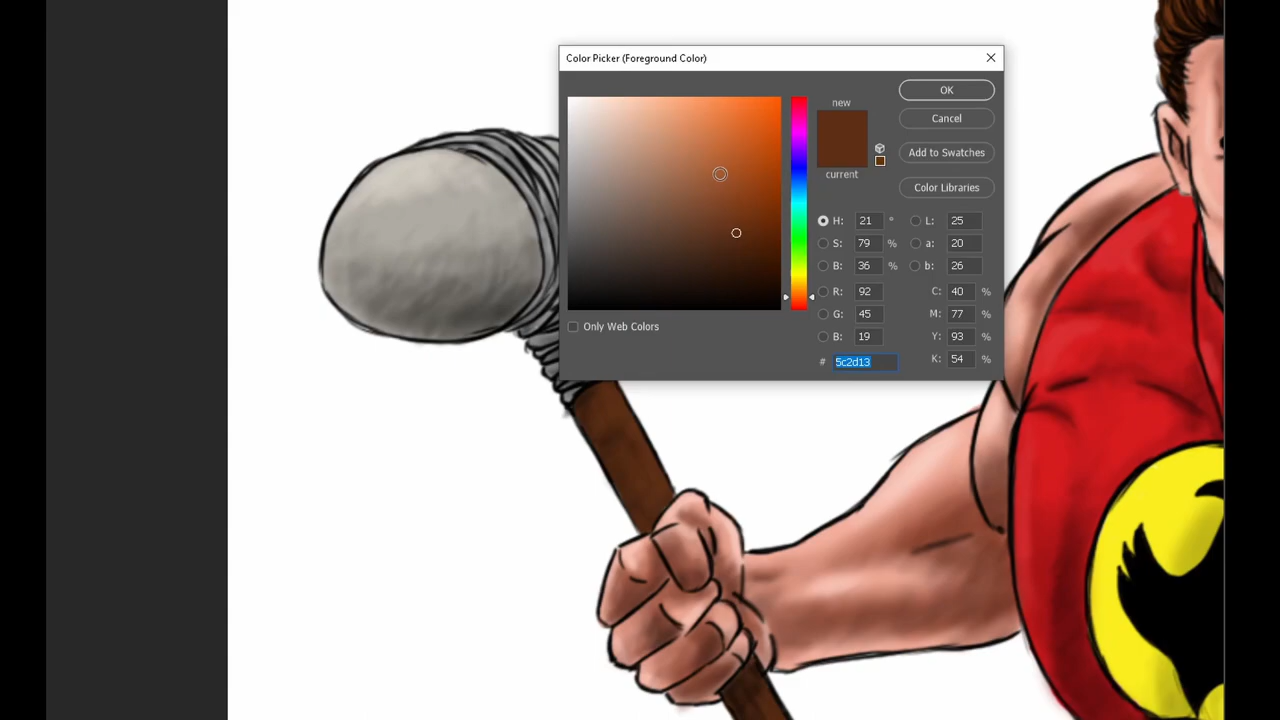 Color Picker (Foreground Color)
new
current
OK
Cancel
Add to Swatches
Color Libraries
H: 21 ° L: 25
S: 79 % a: 20
B: 36 % b: 26
R: 92 C: 40 %
G: 45 M: 77 %
B: 19 Y: 93 %
# 5c2d13 K: 54 %
Only Web Colors